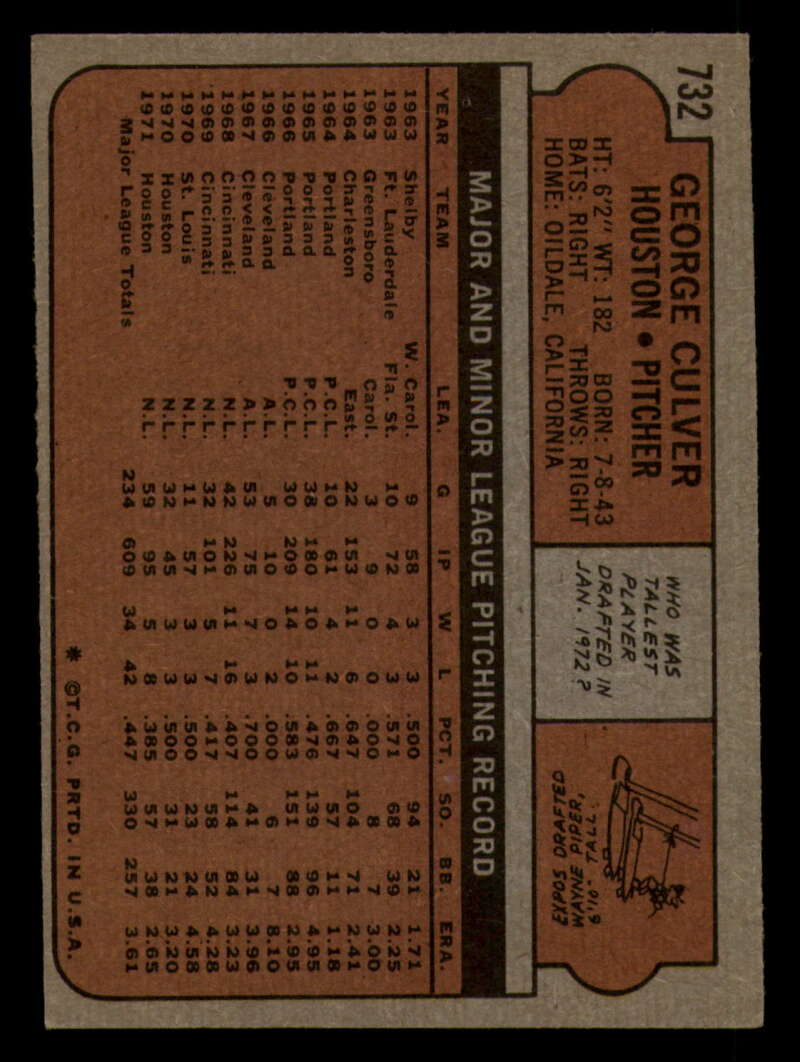 732
GEORGE CULVER
HOUSTON • PITCHER
HT: 6'2" WT: 182 BORN: 7-8-43
BATS: RIGHT THROWS: RIGHT
HOME: OILDALE, CALIFORNIA
WHO WAS
TALLEST
PLAYER
DRAFTED IN
JAN. 1972?
EXPOS DRAFTED
WAYNE PIPER,
6'10" TALL.
MAJOR AND MINOR LEAGUE PITCHING RECORD
YEAR TEAM LEA. G IP W L PCT. SO. BB. ERA.
1963 Shelby W. Carol. 9 58 3 3 .500 94 21 1.71
1963 Ft. Lauderdale Fla. St. 10 72 4 3 .571 68 39 2.25
1963 Greensboro Carol. 3 9 0 0 .000 8 7 3.00
1964 Charleston East. 22 153 11 6 .647 104 71 2.41
1964 Portland P.C.L. 10 61 4 2 .667 57 11 1.18
1965 Portland P.C.L. 38 180 10 11 .476 139 96 4.95
1966 Portland P.C.L. 30 209 14 10 .583 151 88 2.95
1966 Cleveland A.L. 5 10 0 2 .000 6 7 8.10
1967 Cleveland A.L. 53 75 7 3 .700 41 31 3.96
1968 Cincinnati N.L. 42 226 11 16 .407 114 84 3.23
1969 Cincinnati N.L. 32 101 5 7 .417 58 52 4.28
1970 St. Louis N.L. 11 57 3 3 .500 23 24 4.58
1970 Houston N.L. 32 45 3 3 .500 31 21 3.20
1971 Houston N.L. 59 95 5 8 .385 57 38 2.65
Major League Totals 234 609 34 42 .447 330 257 3.61
* ©T.C.G. PRTD. IN U.S.A.